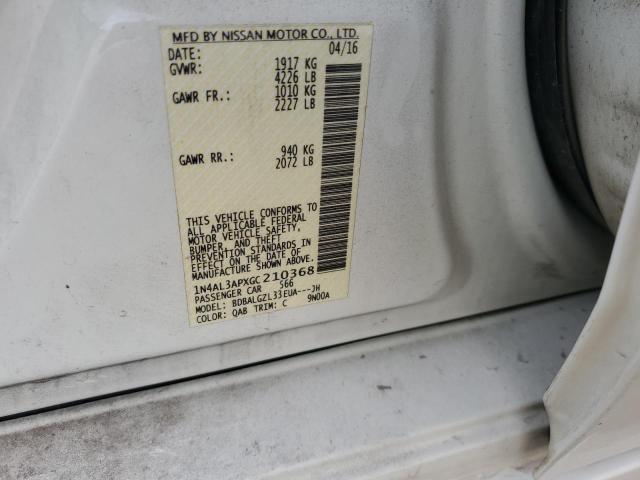 MFD BY NISSAN MOTOR CO., LTD.
DATE: 04/16
GVWR: 1917 KG
4226 LB
GAWR FR.: 1010 KG
2227 LB
GAWR RR.: 940 KG
2072 LB
THIS VEHICLE CONFORMS TO
ALL APPLICABLE FEDERAL
MOTOR VEHICLE SAFETY,
BUMPER, AND THEFT
PREVENTION STANDARDS IN
EFFECT ON THE DATE OF
MANUFACTURE SHOWN ABOVE.
1N4AL3APXGC210368
PASSENGER CAR 566
MODEL: BDBALGZL33EUA---JH
COLOR: QAB TRIM: C 9N00A